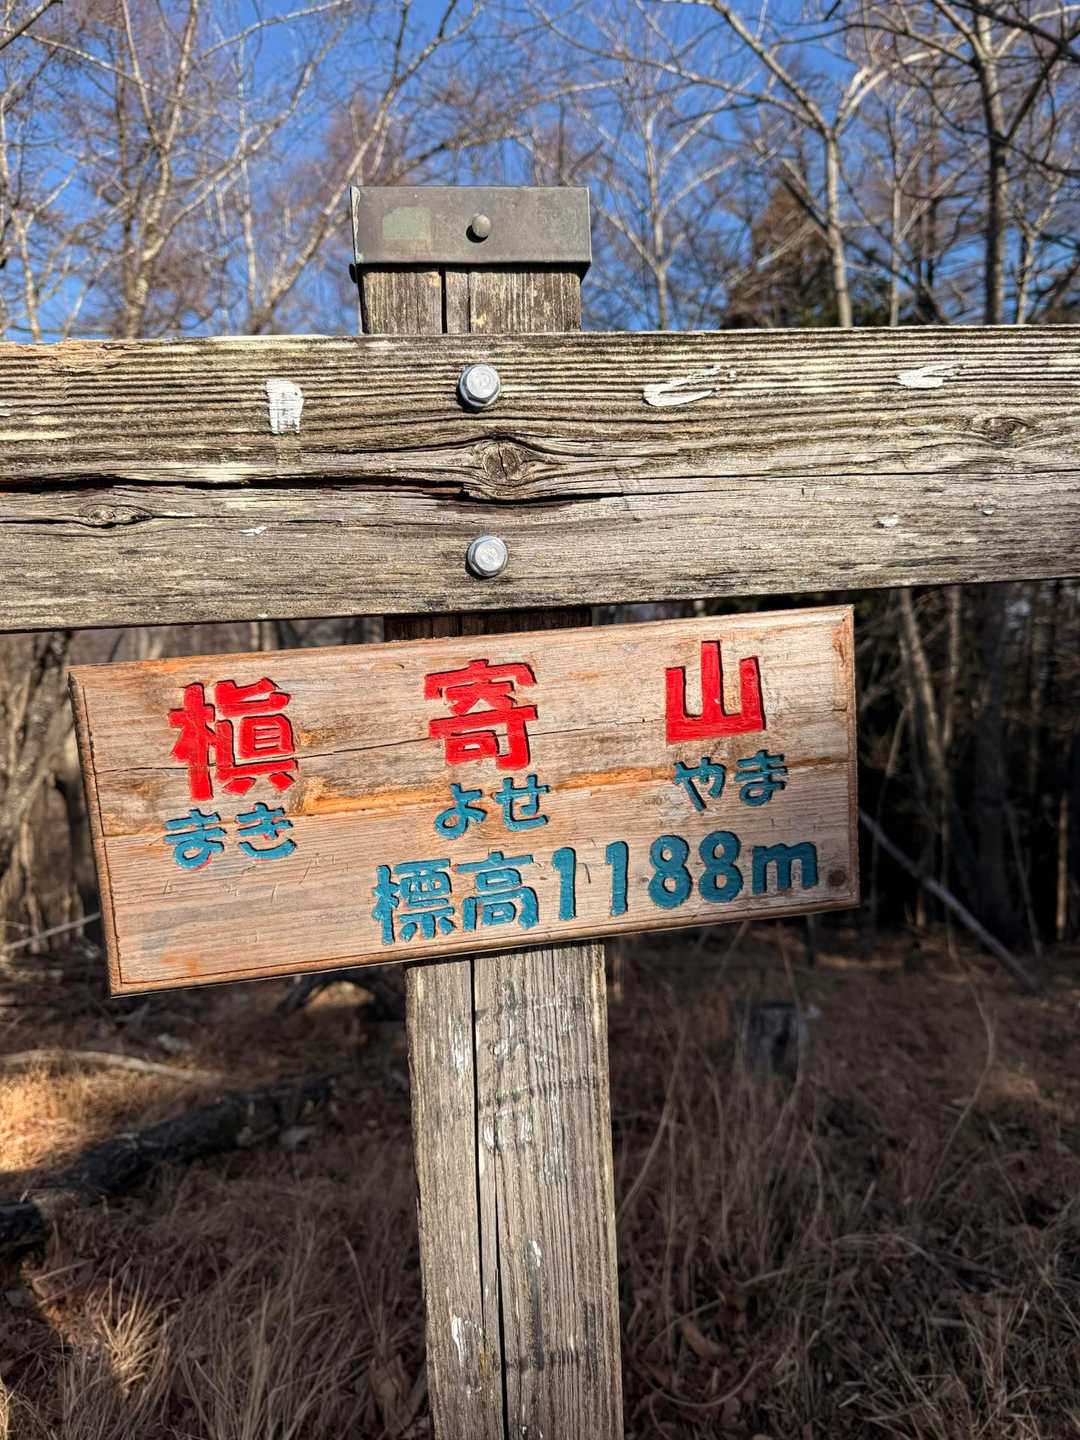 槇寄山
まき よせ やま
標高1188m